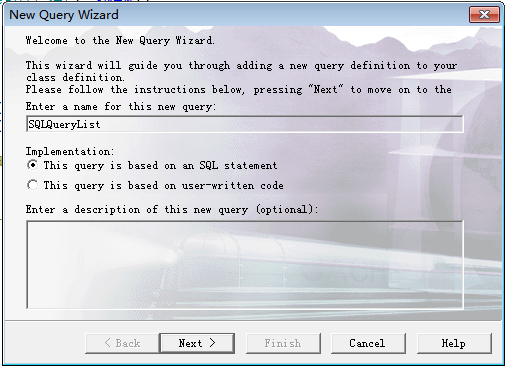 New Query Wizard
Welcome to the New Query Wizard.
This wizard will guide you through adding a new query definition to your
class definition.
Please follow the instructions below, pressing "Next" to move on to the
Enter a name for this new query:
SQLQueryList
Implementation:
This query is based on an SQL statement
This query is based on user-written code
Enter a description of this new query (optional):
< Back
Next >
Finish
Cancel
Help